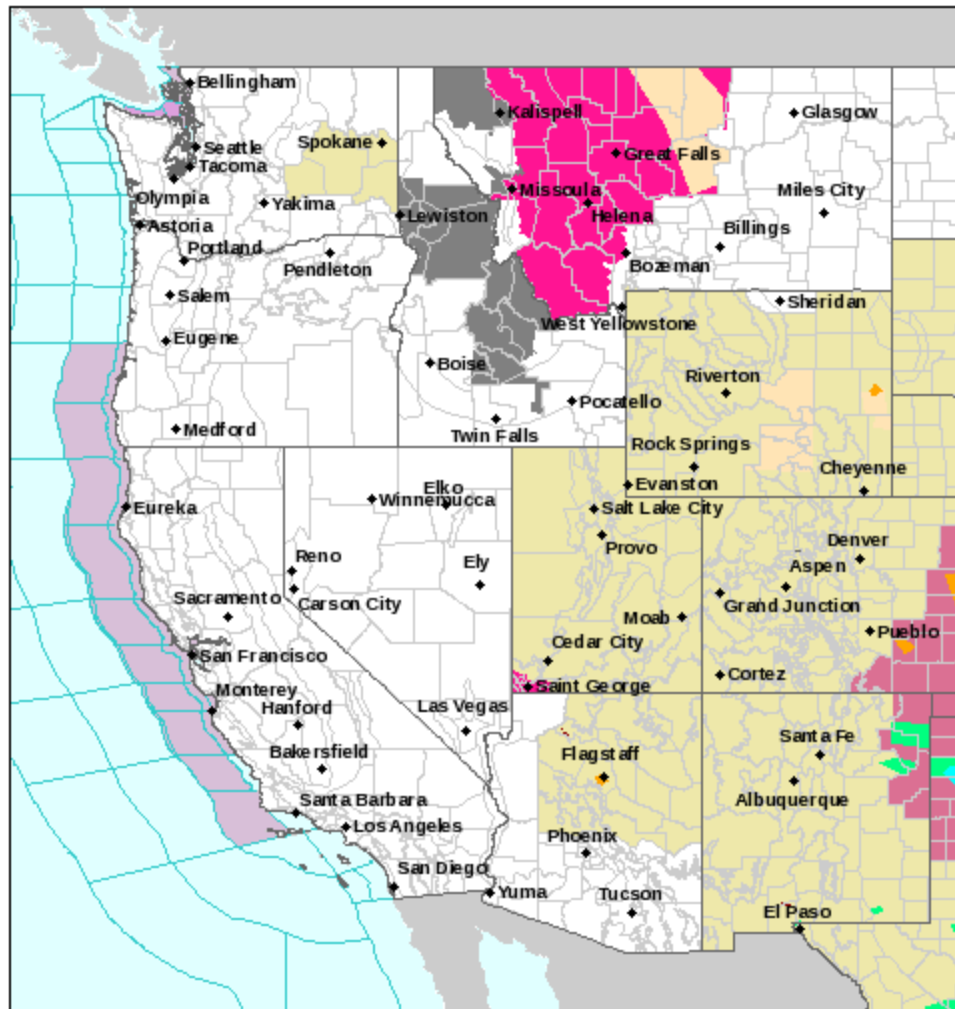 Bellingham
Kalispell
Glasgow
Spokane
Seattle
Great Falls
Tacoma
Missoula
Miles City
Olympia
Yakima
Lewiston
Helena
Astoria
Billings
Portland
Pendleton
Bozeman
Salem
Sheridan
West Yellowstone
Eugene
Boise
Riverton
Pocatello
Medford
Twin Falls
Rock Springs
Cheyenne
Evanston
Elko
Winnemucca
Eureka
Salt Lake City
Provo
Denver
Reno
Ely
Aspen
Sacramento
Carson City
Grand Junction
Moab
Pueblo
Cedar City
San Francisco
Cortez
Saint George
Monterey
Hanford
Las Vegas
Bakersfield
Flagstaff
Santa Fe
Albuquerque
Santa Barbara
Los Angeles
Phoenix
San Diego
Yuma
Tucson
El Paso